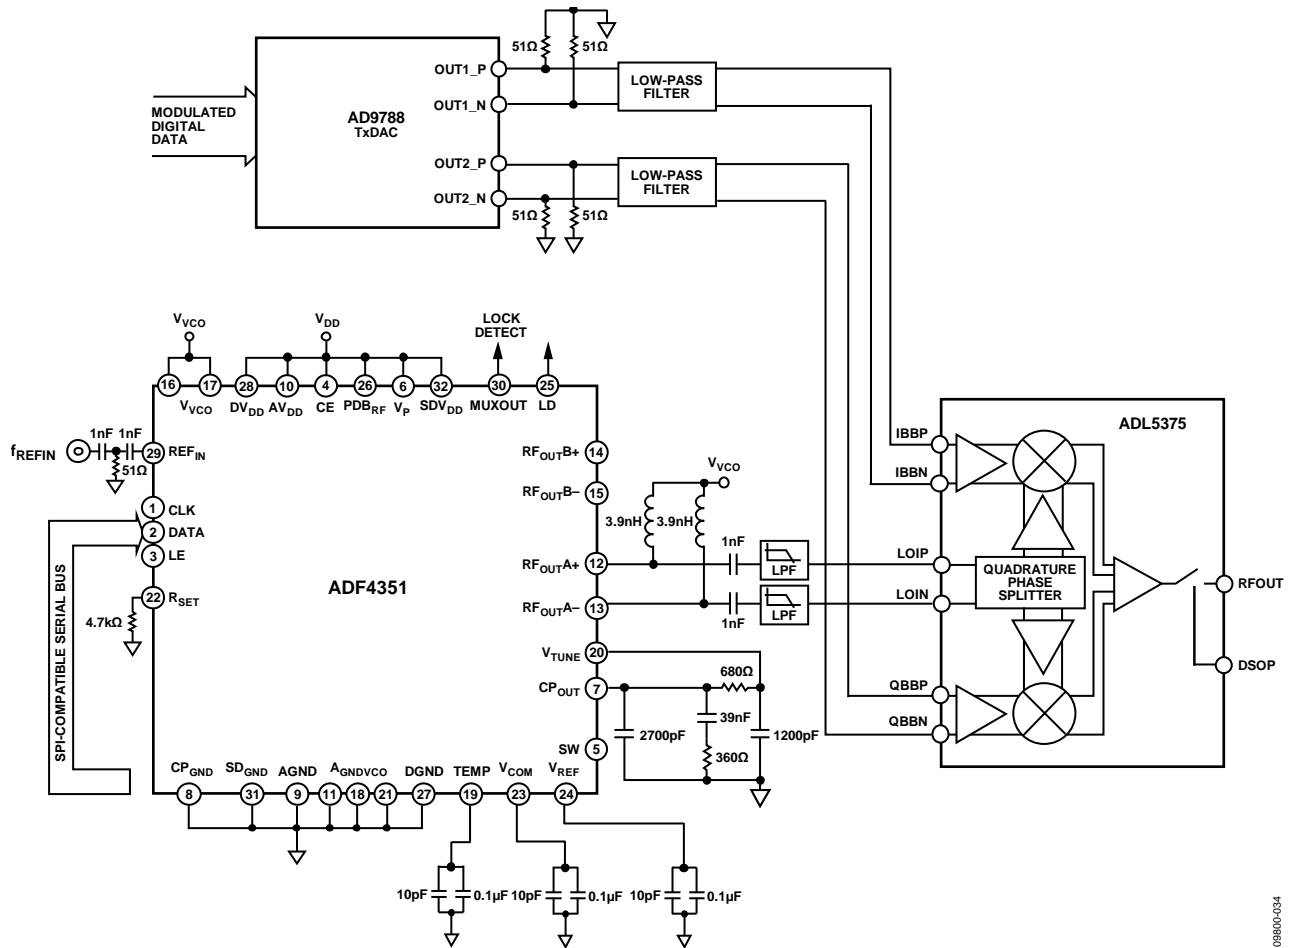 51Ω 51Ω
OUT1_P
LOW-PASS
FILTER
MODULATED
DIGITAL
DATA
AD9788
TxDAC
OUT1_N
OUT2_P
LOW-PASS
FILTER
OUT2_N
51Ω 51Ω
VVCO
VDD
LOCK
DETECT
16 17 28 10 4 26 6 32 30 25
VVCO DVDD AVDD CE PDBRF VP SDVDD MUXOUT LD
fREFIN
1nF 1nF
29 REFIN
51Ω
1 CLK
2 DATA
3 LE
22 RSET
4.7kΩ
SPI-COMPATIBLE SERIAL BUS
ADF4351
RFOUTB+ 14
RFOUTB– 15
VVCO
3.9nH 3.9nH
RFOUTA+ 12
1nF
LPF
RFOUTA– 13
1nF
LPF
VTUNE 20
CPOUT 7
680Ω
39nF
2700pF
1200pF
360Ω
SW 5
CPGND SDGND AGND AGNDVCO DGND TEMP VCOM VREF
8 31 9 11 18 21 27 19 23 24
10pF 0.1µF 10pF 0.1µF 10pF 0.1µF
ADL5375
IBBP
IBBN
LOIP
LOIN
QUADRATURE
PHASE
SPLITTER
RFOUT
DSOP
QBBP
QBBN
09800-034